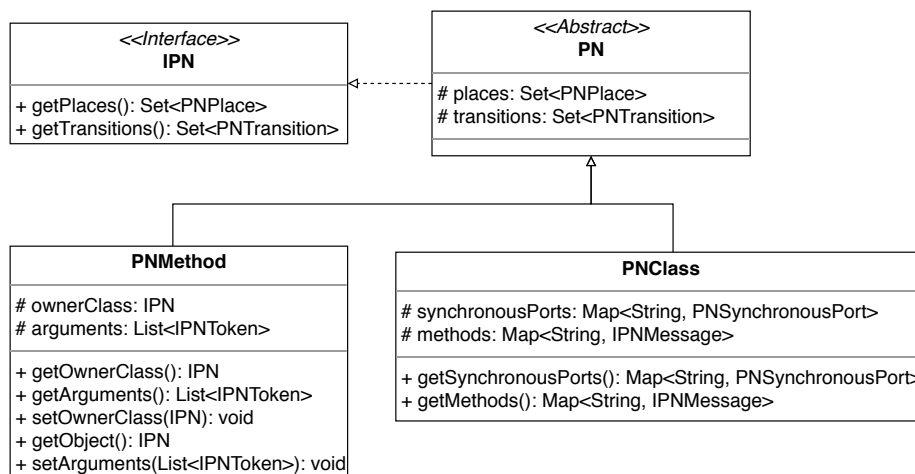 <<Interface>>
IPN
+ getPlaces(): Set<PNPlace>
+ getTransitions(): Set<PNTransition>
<<Abstract>>
PN
# places: Set<PNPlace>
# transitions: Set<PNTransition>
PNMethod
# ownerClass: IPN
# arguments: List<IPNToken>
+ getOwnerClass(): IPN
+ getArguments(): List<IPNToken>
+ setOwnerClass(IPN): void
+ getObject(): IPN
+ setArguments(List<IPNToken>): void
PNClass
# synchronousPorts: Map<String, PNSynchronousPort>
# methods: Map<String, IPNMessage>
+ getSynchronousPorts(): Map<String, PNSynchronousPort>
+ getMethods(): Map<String, IPNMessage>